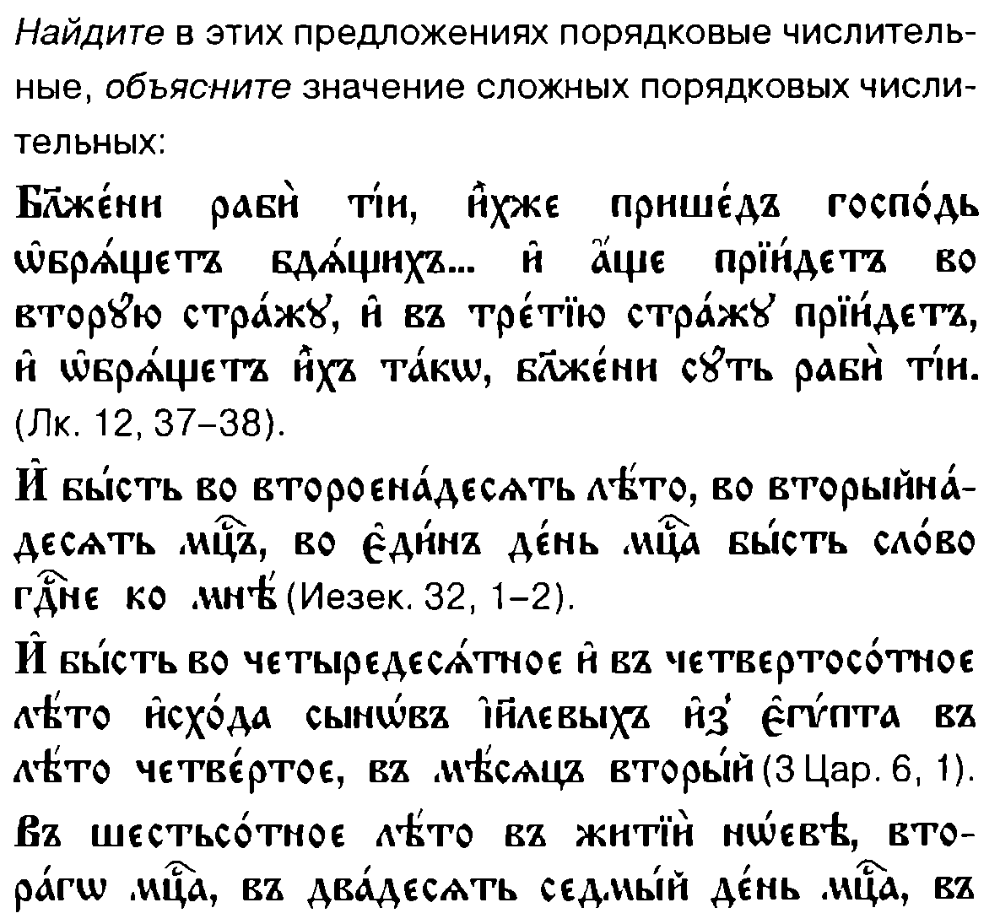 Найдите в этих предложениях порядковые числитель-
ные, объясните значение сложных порядковых числи-
тельных:
Бл҃же́ни раби̑ ті́и, и҆̀хже прише́дъ госпо́дь
ѡ҆брѧ́щетъ бдѧ́щихъ... и҆ а҆́ще прїи́детъ во
втору́ю стра́жꙋ, и҆ въ тре́тїю стра́жꙋ прїи́детъ,
и҆ ѡ҆брѧ́щетъ и҆̀хъ та́кѡ, бл҃же́ни сꙋ́ть раби̑ ті́и.
(Лк. 12, 37–38).
И҆ бы́сть во второена́десѧть лѣ́то, во вторыйна́-
десѧть мц҇ъ, во є҆ди́нъ де́нь мц҇а бы́сть сло́во
гдⷭ҇не ко мнѣ̀ (Иезек. 32, 1–2).
И҆ бы́сть во четыредесѧ́тное и҆ въ четвертосо́тное
лѣ́то и҆схо́да сынѡ́въ і҆и҃левыхъ и҆з̾ є҆гѵ́пта въ
лѣ́то четве́ртое, въ мѣ́сѧцъ вторы́й (3 Цар. 6, 1).
Въ шестьсо́тное лѣ́то въ житїи̑ нѡ́евѣ, вто-
ра́гѡ мц҇а, въ два́десѧть седмы́й де́нь мц҇а, въ